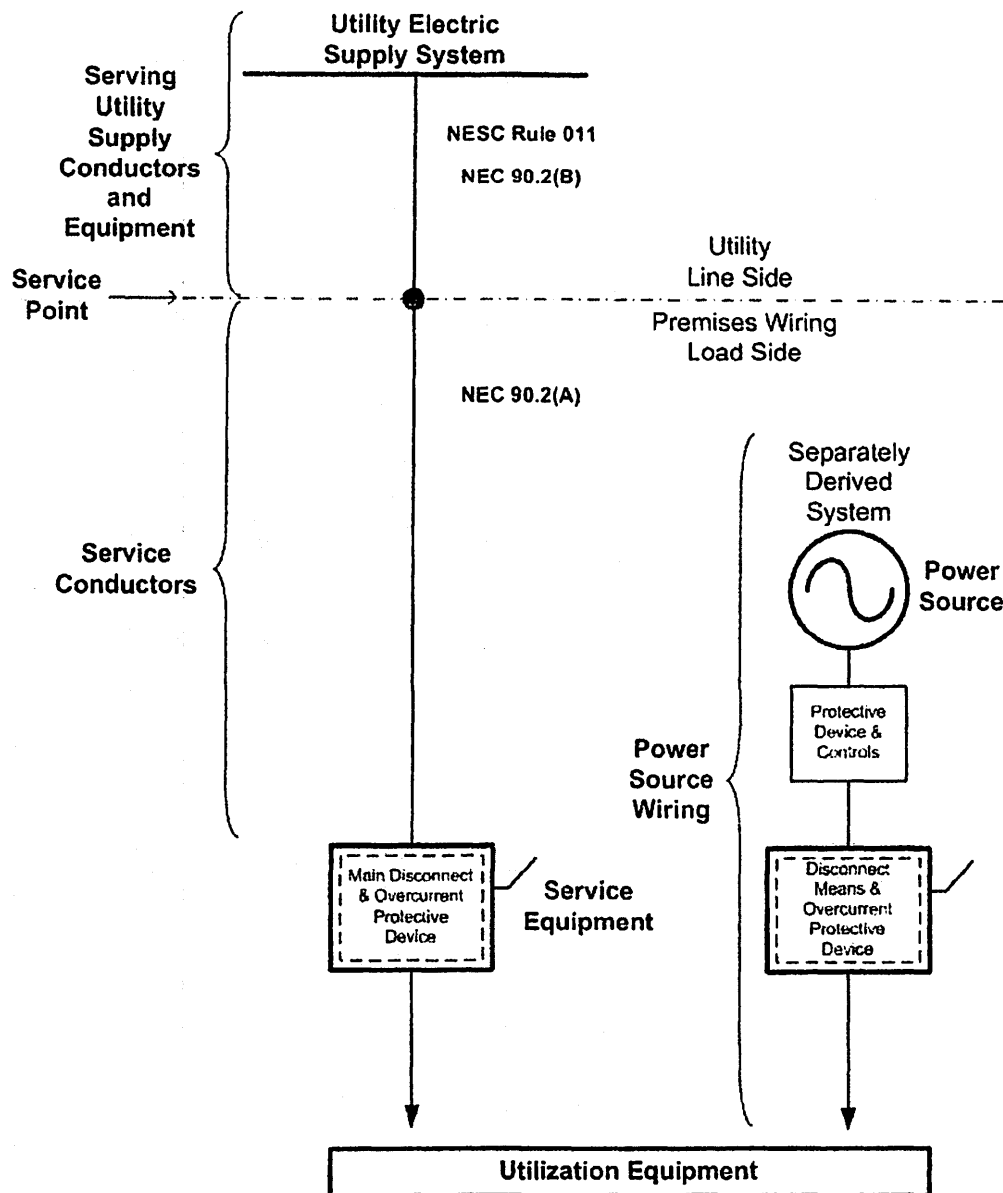 Utility Electric
Supply System
Serving
Utility
Supply
Conductors
and
Equipment
NESC Rule 011
NEC 90.2(B)
Utility
Line Side
Service
Point
Premises Wiring
Load Side
NEC 90.2(A)
Separately
Derived
System
Service
Conductors
Power
Source
Protective
Device &
Controls
Power
Source
Wiring
Main Disconnect
& Overcurrent
Protective
Device
Service
Equipment
Disconnect
Means &
Overcurrent
Protective
Device
Utilization Equipment